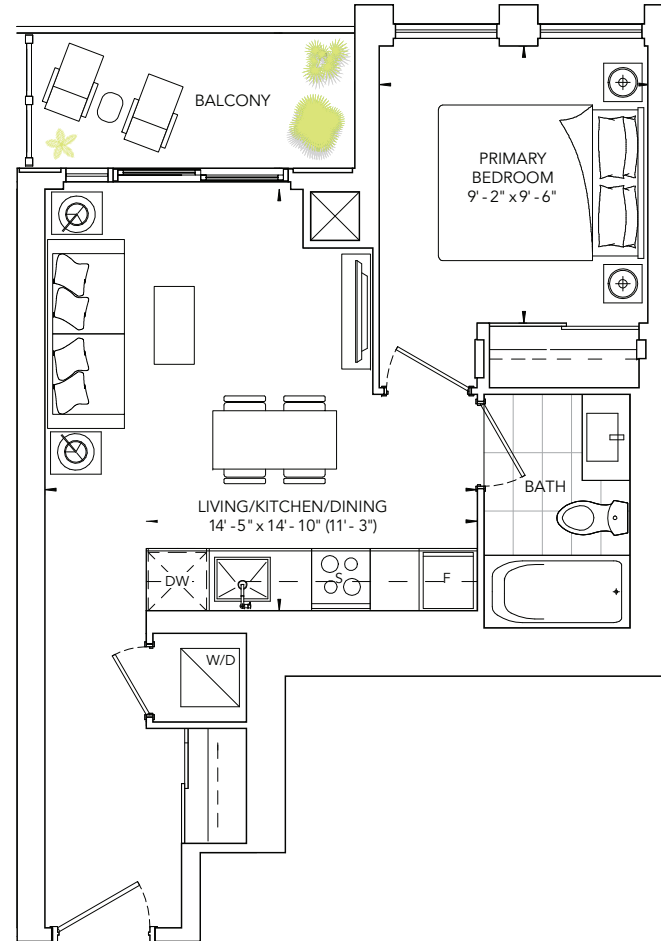 BALCONY
PRIMARY
BEDROOM
9' - 2" x 9' - 6"
LIVING/KITCHEN/DINING
14' - 5" x 14' - 10" (11' - 3")
BATH
DW
S
F
W/D